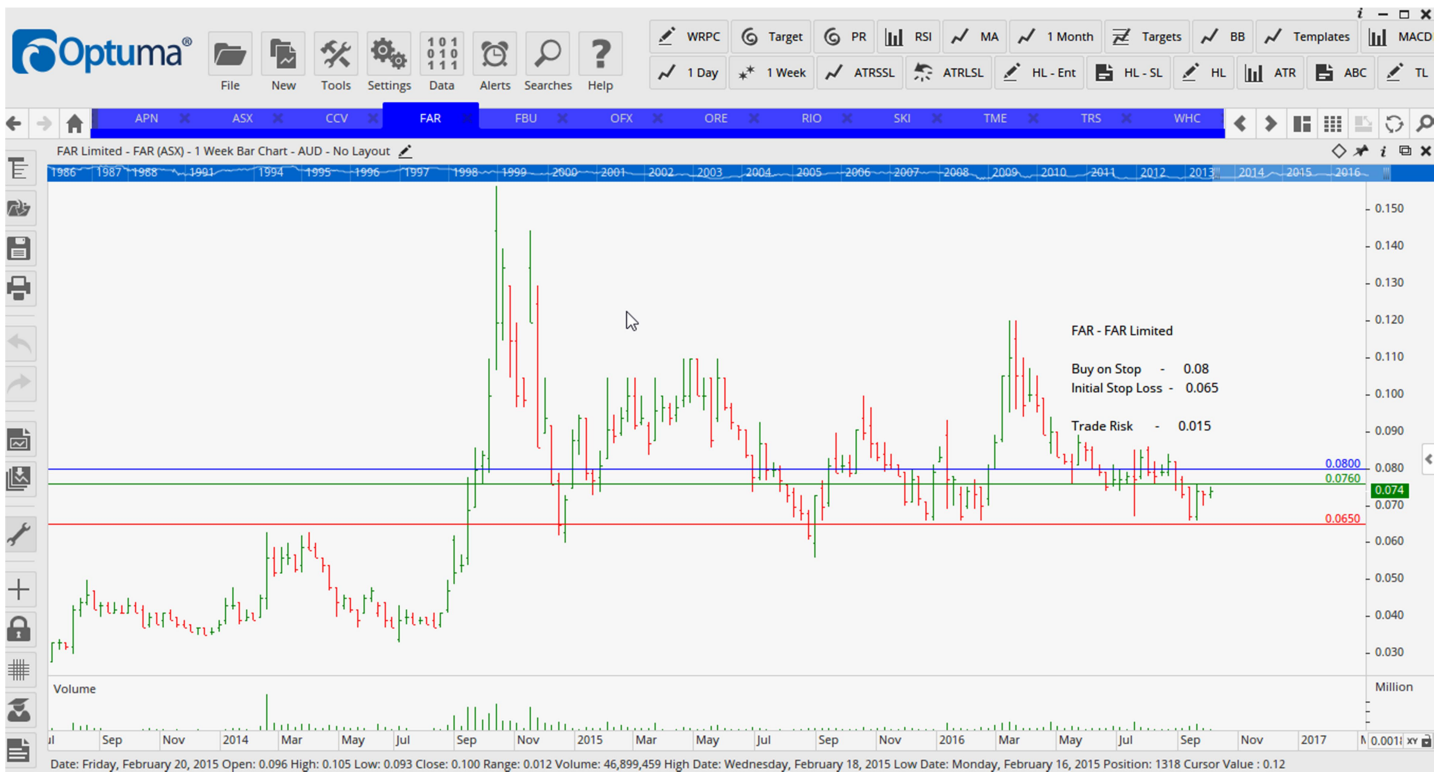 Optuma®
File New Tools Settings Data Alerts Searches Help
101
010
111
WRPC Target PR RSI MA 1 Month Targets BB Templates MACD
1 Day 1 Week ATRSSL ATRLSL HL - Ent HL - SL HL ATR ABC TL
APN ASX CCV FAR FBU OFX ORE RIO SKI TME TRS WHC
FAR Limited - FAR (ASX) - 1 Week Bar Chart - AUD - No Layout
1986 1987 1988 1991 1994 1995 1996 1997 1998 1999 2000 2001 2002 2003 2004 2005 2006 2007 2008 2009 2010 2011 2012 2013 2014 2015 2016
0.150
0.140
0.130
0.120
FAR - FAR Limited
0.110
Buy on Stop - 0.08
Initial Stop Loss - 0.065
0.100
Trade Risk - 0.015
0.090
0.0800
0.080
0.0760
0.074
0.070
0.0650
0.060
0.050
0.040
0.030
Volume
Million
Sep Nov 2014 Mar May Jul Sep Nov 2015 Mar May Jul Sep Nov 2016 Mar May Jul Sep Nov 2017
XY
Date: Friday, February 20, 2015 Open: 0.096 High: 0.105 Low: 0.093 Close: 0.100 Range: 0.012 Volume: 46,899,459 High Date: Wednesday, February 18, 2015 Low Date: Monday, February 16, 2015 Position: 1318 Cursor Value : 0.12